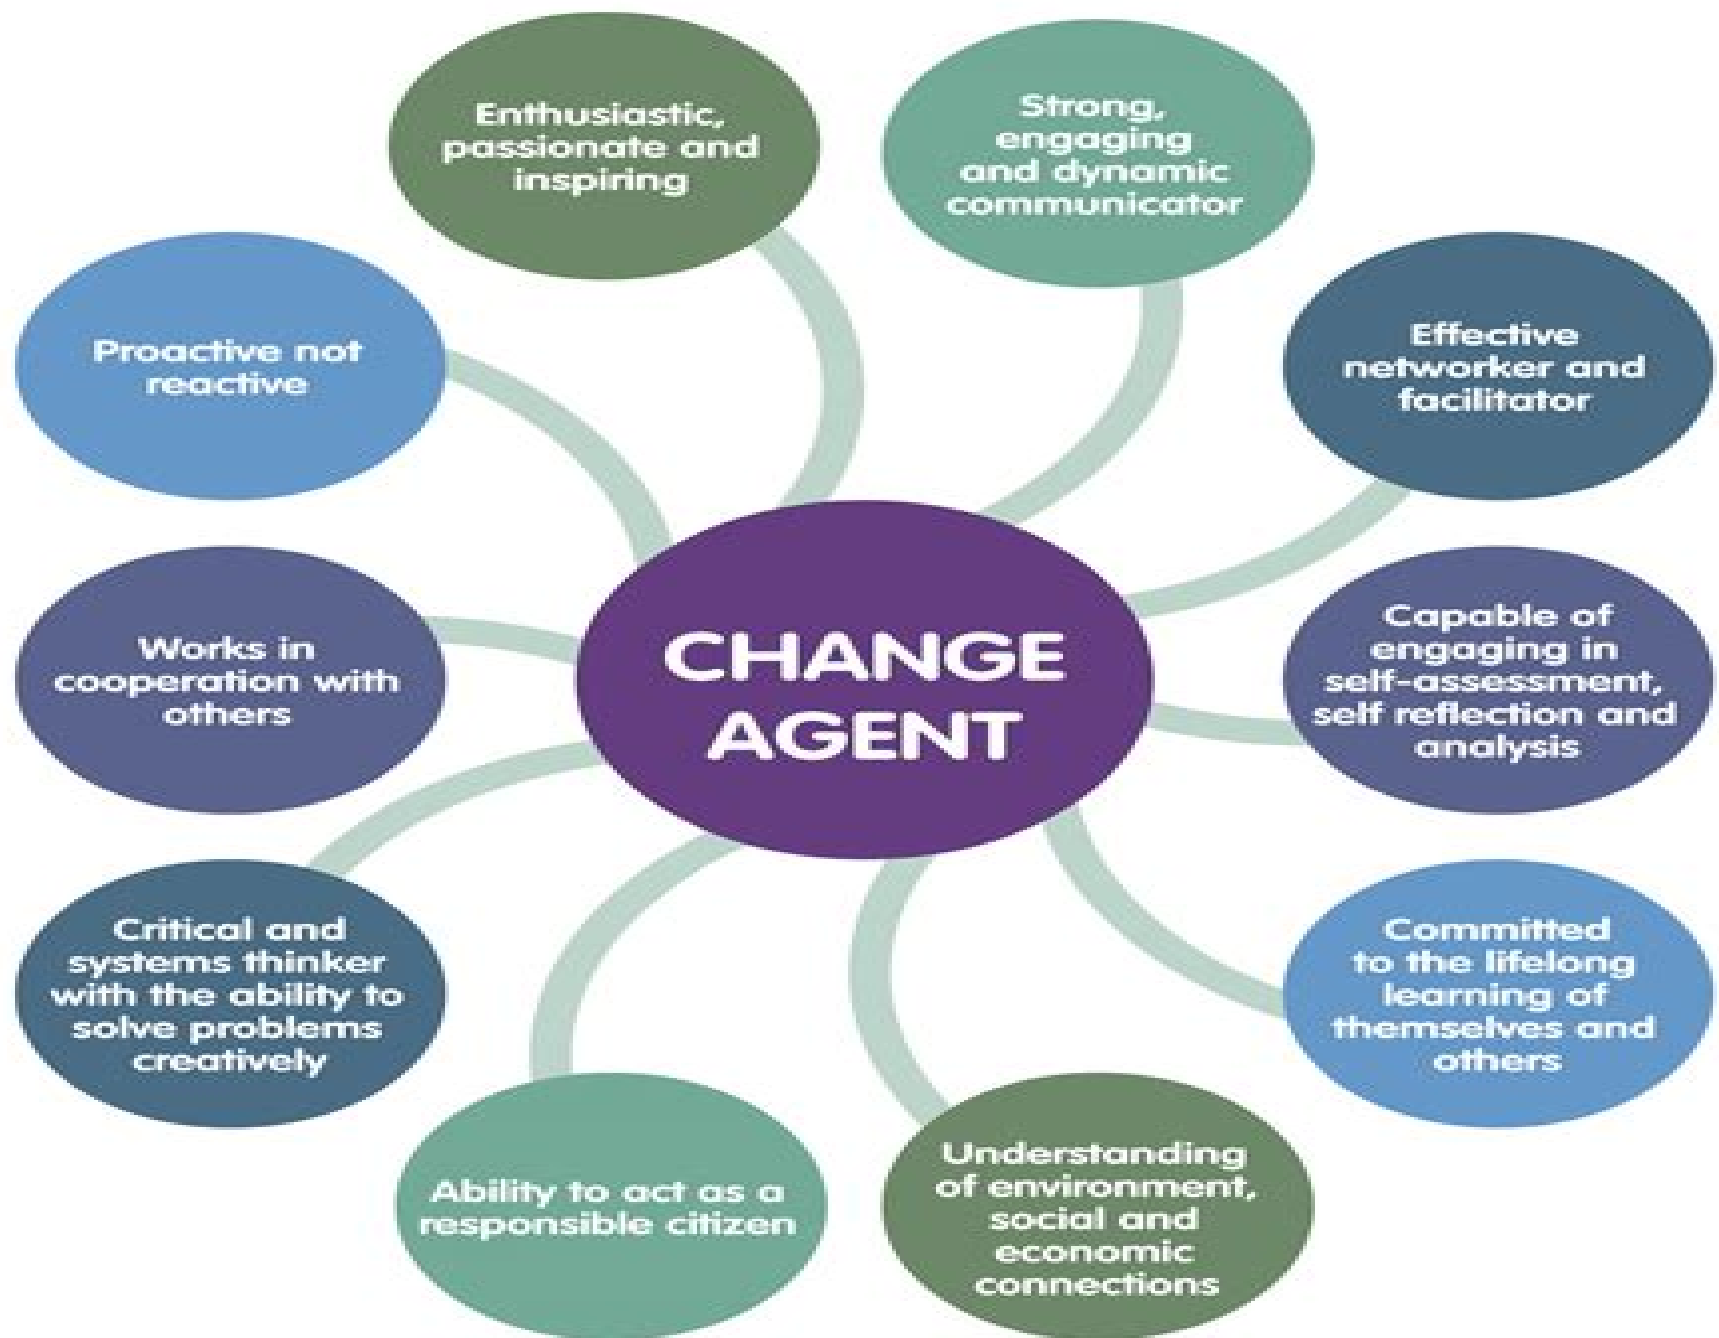 Enthusiastic,
passionate and
inspiring
Strong,
engaging
and dynamic
communicator
Effective
networker and
facilitator
Capable of
engaging in
self-assessment,
self reflection and
analysis
Committed
to the lifelong
learning of
themselves and
others
Understanding
of environment,
social and
economic
connections
Ability to act as a
responsible citizen
Critical and
systems thinker
with the ability to
solve problems
creatively
Works in
cooperation with
others
Proactive not
reactive
CHANGE
AGENT